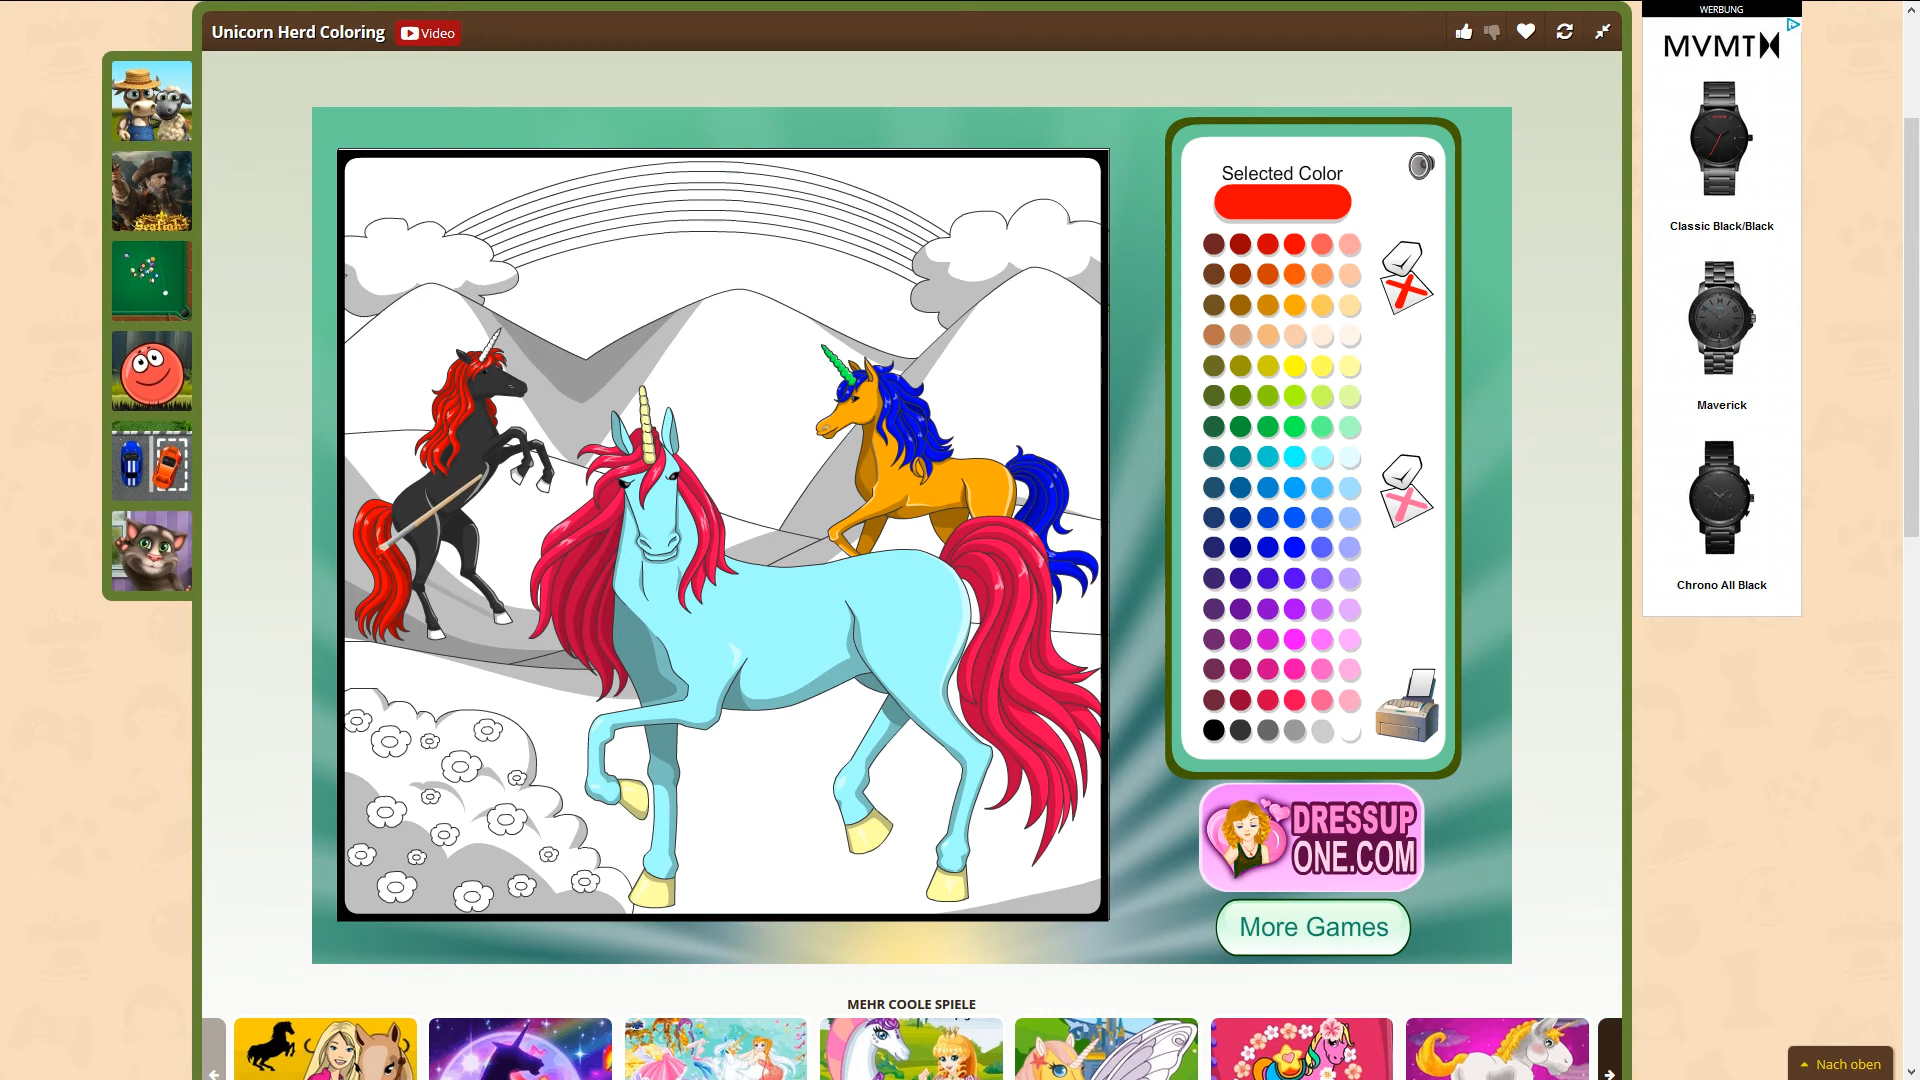 WERBUNG
Unicorn Herd Coloring
Video
MVMT
Selected Color
Classic Black/Black
Maverick
Chrono All Black
DRESSUP
ONE.COM
More Games
MEHR COOLE SPIELE
Nach oben